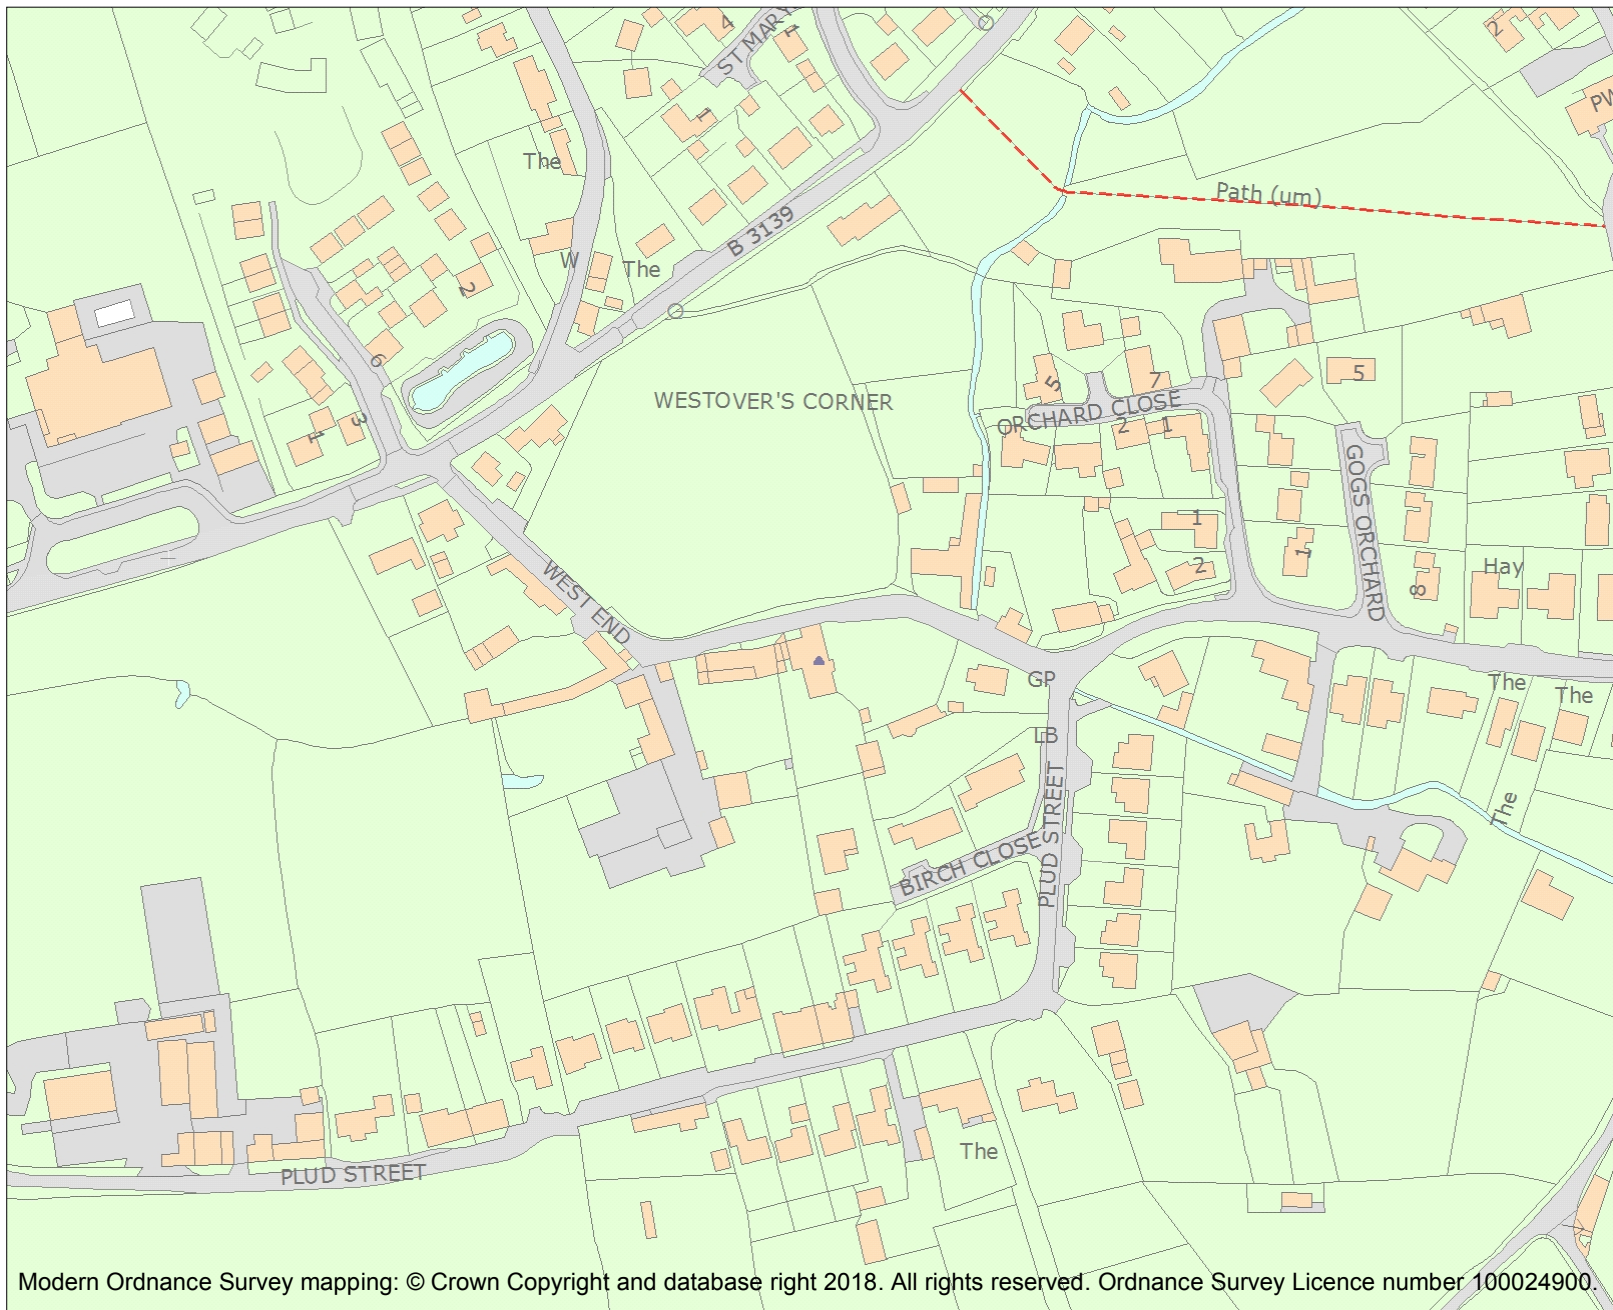 4
1
ST MARY
2
PW
1
The
Path (um)
B 3139
W
The
2
6
WESTOVER'S CORNER
5
7
5
ORCHARD CLOSE
2
1
3
1
GOGS ORCHARD
1
1
2
Hay
8
WEST END
GP
The
The
LB
PLUD STREET
The
BIRCH CLOSE
The
PLUD STREET
Modern Ordnance Survey mapping: © Crown Copyright and database right 2018. All rights reserved. Ordnance Survey Licence number 100024900.